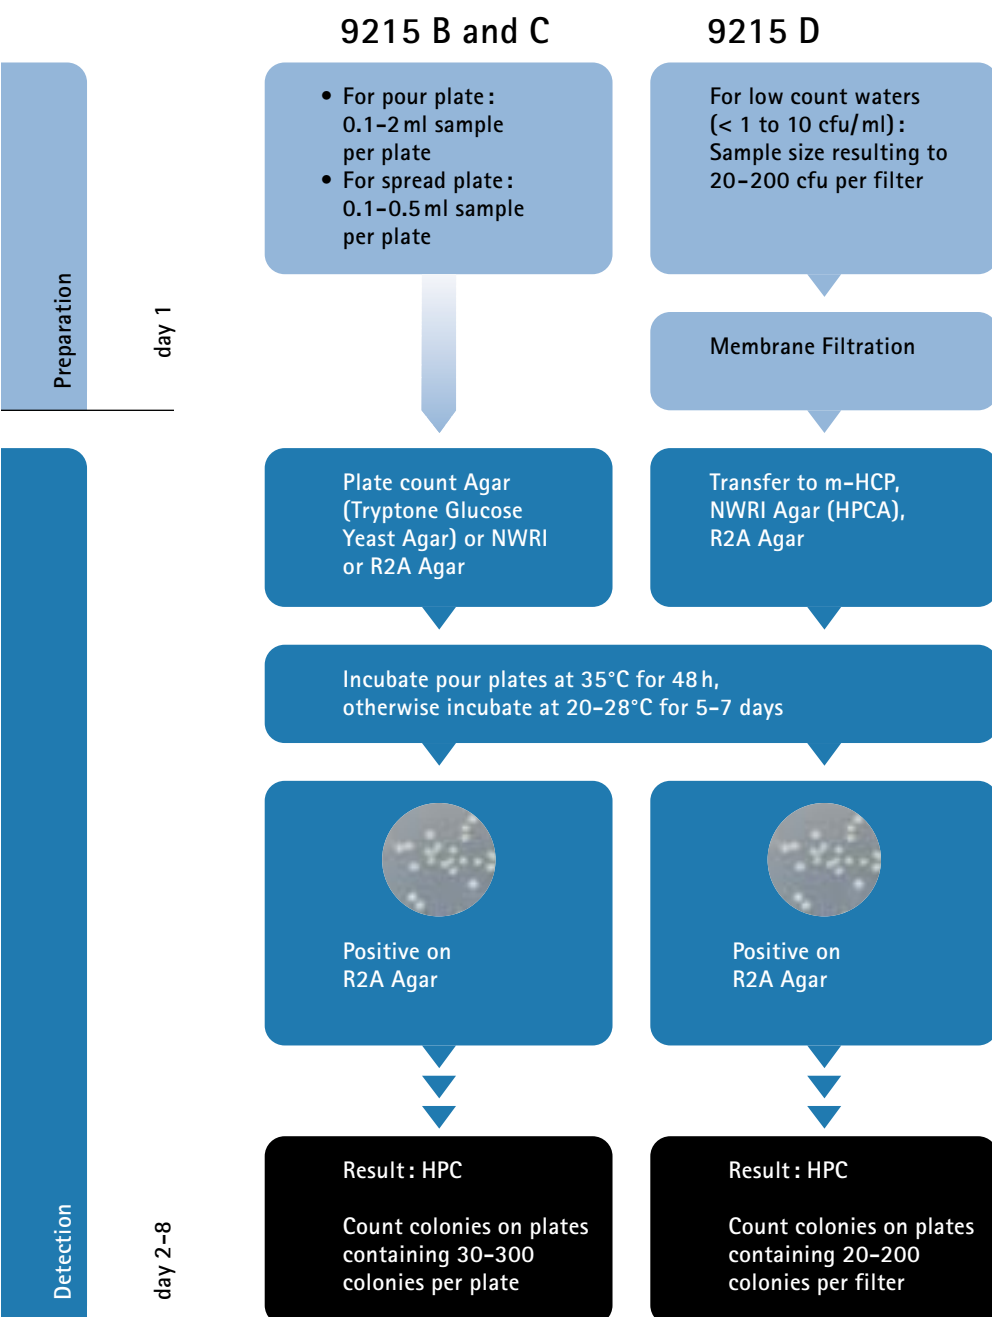 9215 B and C
9215 D
• For pour plate:
0.1-2 ml sample
per plate
• For spread plate:
0.1-0.5 ml sample
per plate
For low count waters
(< 1 to 10 cfu/ml):
Sample size resulting to
20-200 cfu per filter
Preparation
day 1
Membrane Filtration
Plate count Agar
(Tryptone Glucose
Yeast Agar) or NWRI
or R2A Agar
Transfer to m-HCP,
NWRI Agar (HPCA),
R2A Agar
Incubate pour plates at 35°C for 48 h,
otherwise incubate at 20-28°C for 5-7 days
Positive on
R2A Agar
Positive on
R2A Agar
Detection
day 2-8
Result: HPC
Count colonies on plates
containing 30-300
colonies per plate
Result: HPC
Count colonies on plates
containing 20-200
colonies per filter